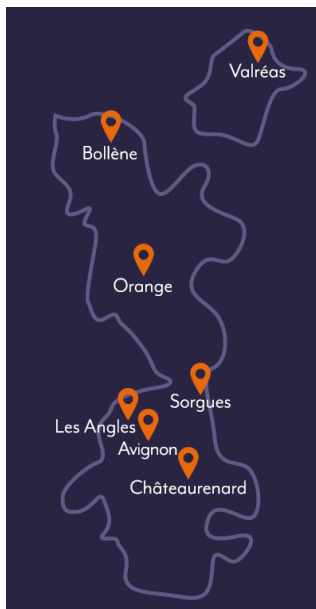 Valréas
Bollène
Orange
Sorgues
Les Angles
Avignon
Châteaurenard